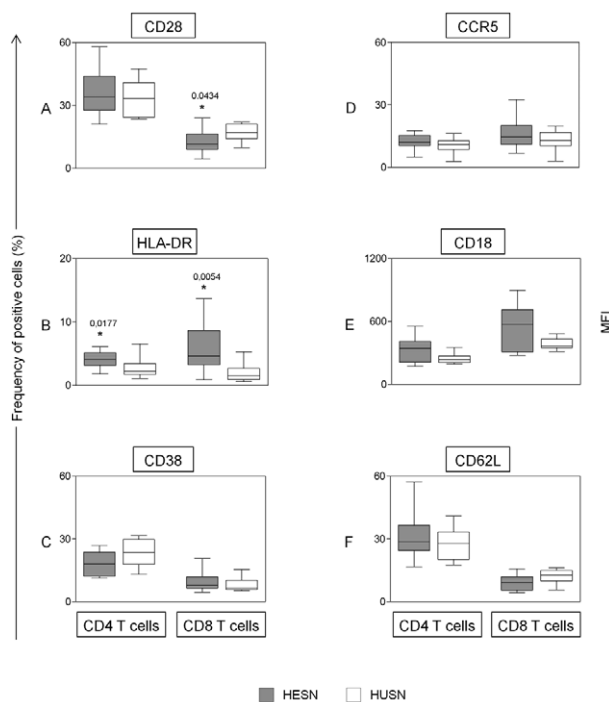 CD28
60
30
0
A
0.0434
*
CCR5
60
30
0
D
HLA-DR
20
10
0
B
0,0177
*
0,0054
*
CD18
1200
600
0
E
MFI
CD38
60
30
0
C
CD62L
60
30
0
F
CD4 T cells CD8 T cells
CD4 T cells CD8 T cells
Frequency of positive cells (%)
HESN HUSN